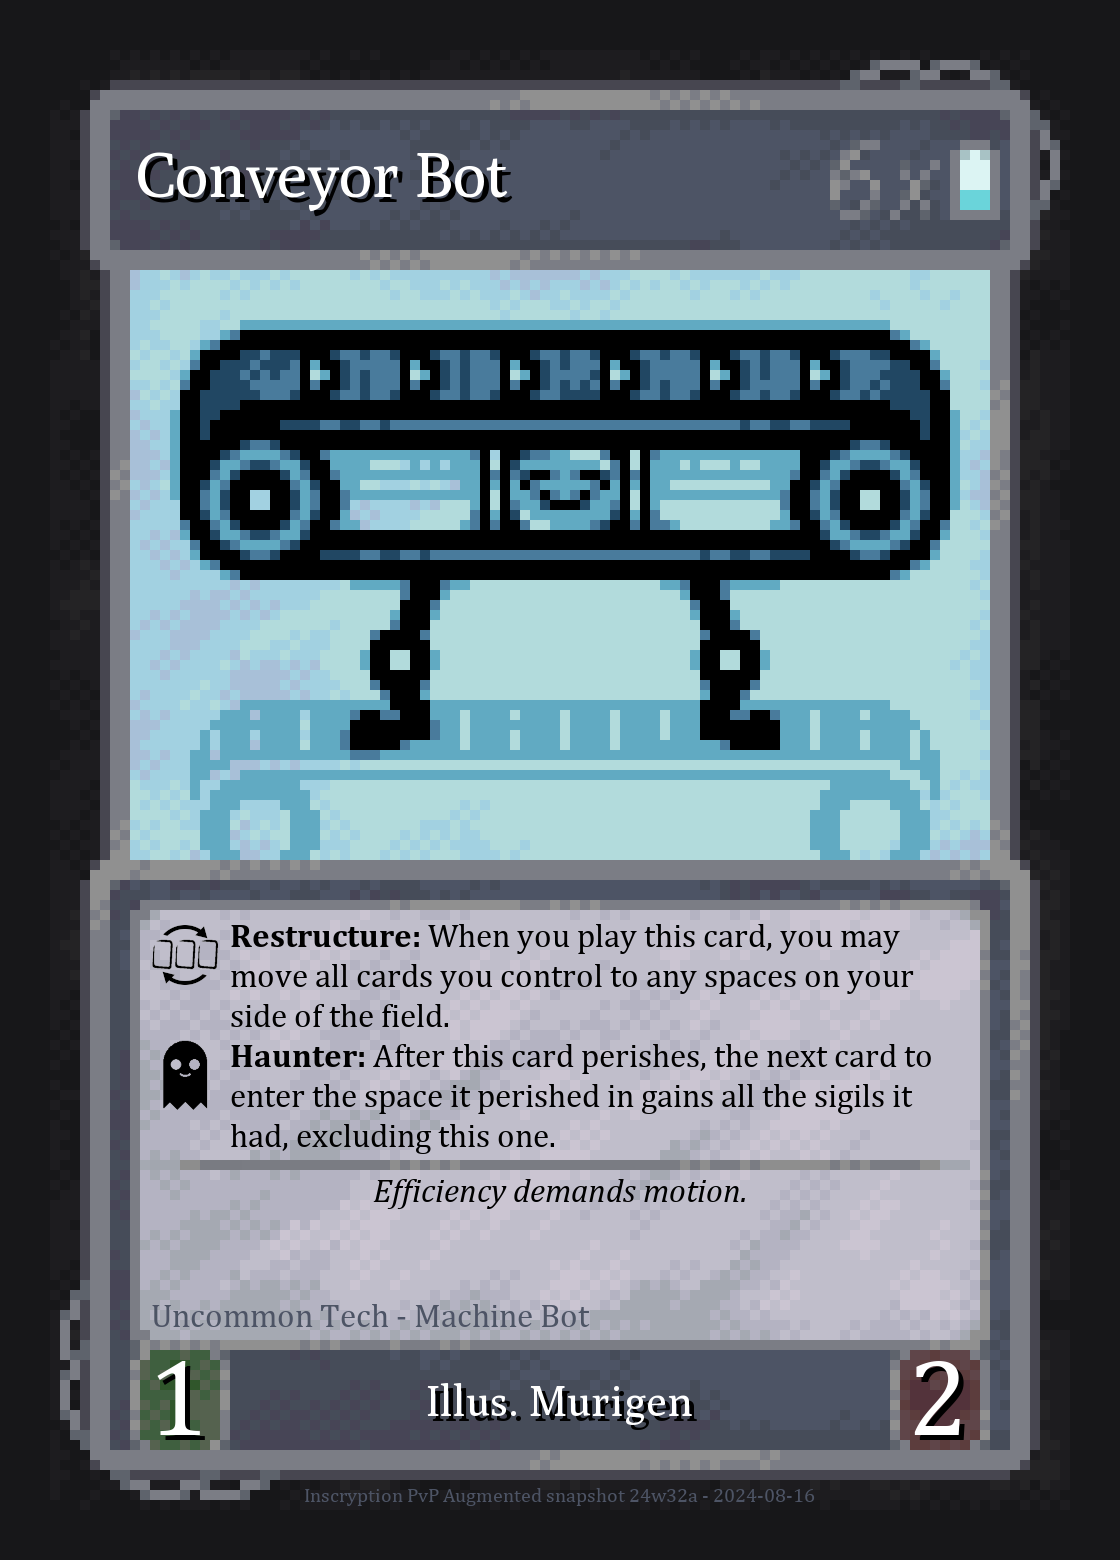 Conveyor Bot
6x
Restructure: When you play this card, you may
move all cards you control to any spaces on your
side of the field.
Haunter: After this card perishes, the next card to
enter the space it perished in gains all the sigils it
had, excluding this one.
Efficiency demands motion.
Uncommon Tech - Machine Bot
1
Illus. Murigen
2
Inscryption PvP Augmented snapshot 24w32a - 2024-08-16